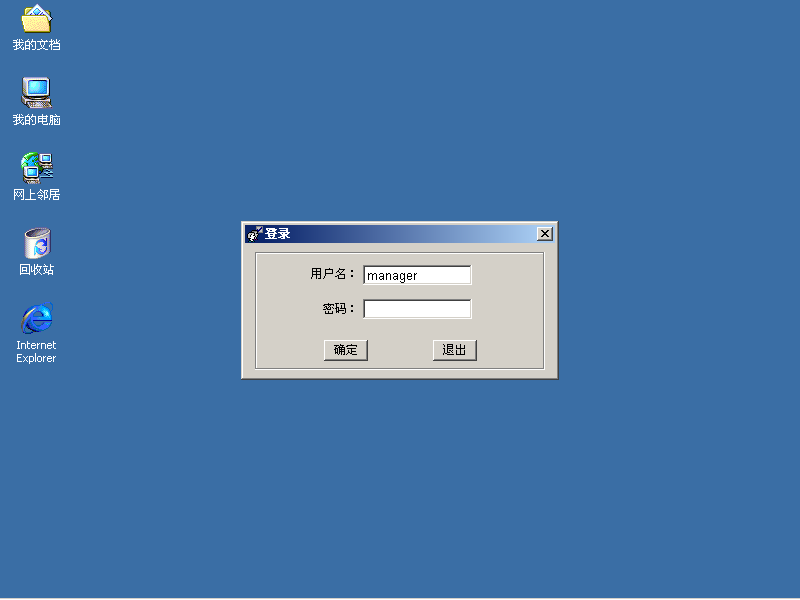 我的文档
我的电脑
网上邻居
回收站
Internet
Explorer
登录
用户名：
manager
密码：
确定
退出